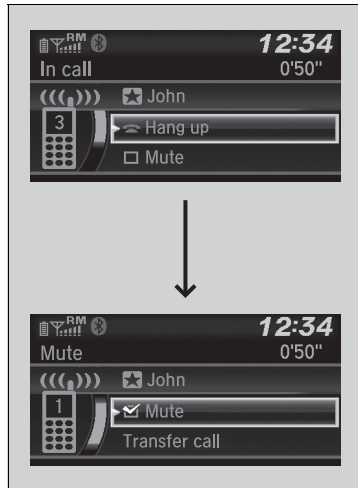 RM 12:34
In call 0'50"
John
3 Hang up
Mute
RM 12:34
Mute 0'50"
John
1 Mute
Transfer call